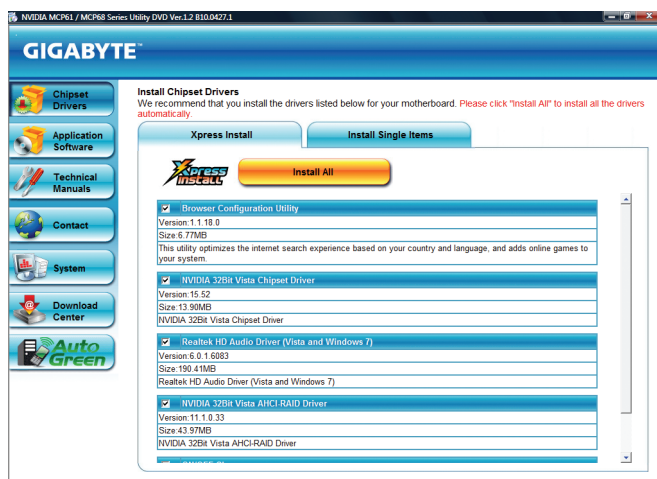 NVIDIA MCP61 / MCP68 Series Utility DVD Ver.1.2 B10.0427.1
GIGABYTE™
Chipset
Drivers
Application
Software
Technical
Manuals
Contact
System
Download
Center
Auto
Green
Install Chipset Drivers
We recommend that you install the drivers listed below for your motherboard. Please click "Install All" to install all the drivers
automatically.
Xpress Install
Install Single Items
Xpress
Install
Install All
Browser Configuration Utility
Version:1.1.18.0
Size:6.77MB
This utility optimizes the internet search experience based on your country and language, and adds online games to
your system.
NVIDIA 32Bit Vista Chipset Driver
Version:15.52
Size:13.90MB
NVIDIA 32Bit Vista Chipset Driver
Realtek HD Audio Driver (Vista and Windows 7)
Version:6.0.1.6083
Size:190.41MB
Realtek HD Audio Driver (Vista and Windows 7)
NVIDIA 32Bit Vista AHCI-RAID Driver
Version:11.1.0.33
Size:43.97MB
NVIDIA 32Bit Vista AHCI-RAID Driver